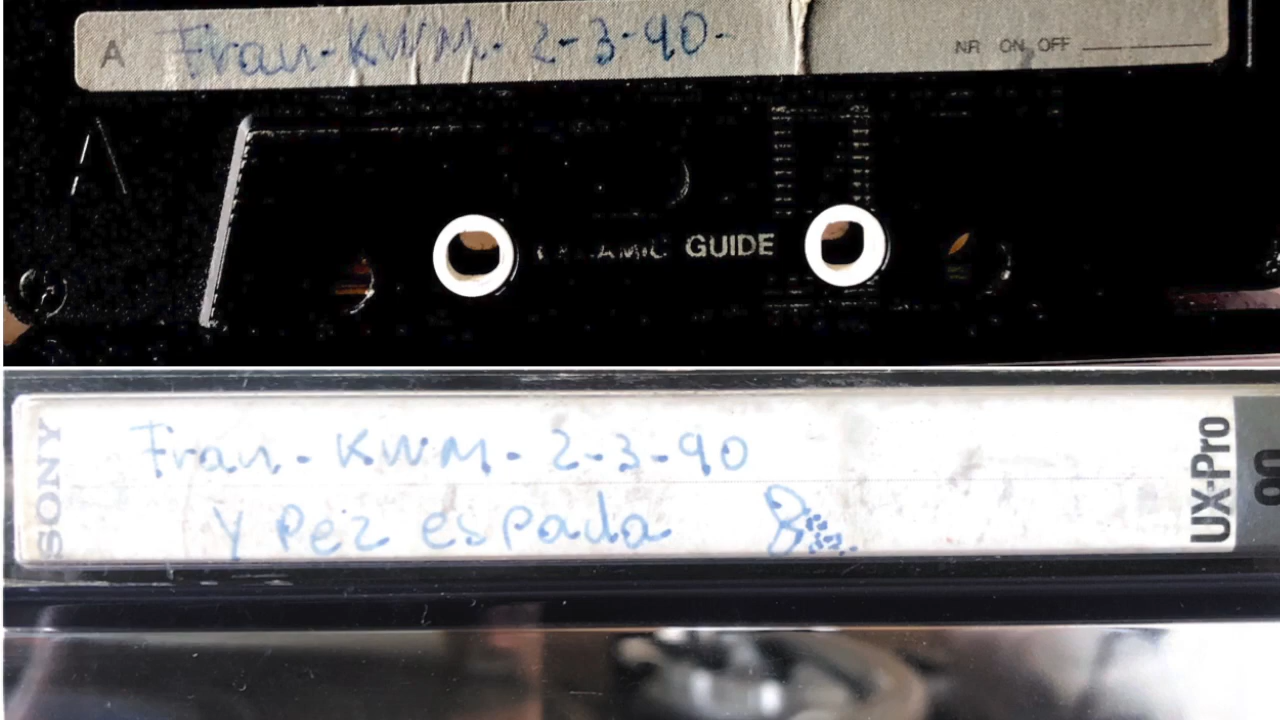 A Fran-KWM- 2-3-90-
NR ON OFF
A
DYNAMIC GUIDE
SONY
Fran-KWM-2-3-90
y Pez espada
UX-Pro
90